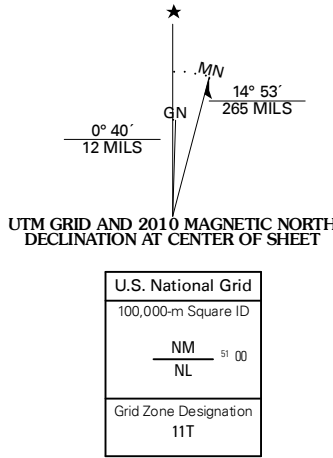 ★
MN
GN
14° 53´
265 MILS
0° 40´
12 MILS
UTM GRID AND 2010 MAGNETIC NORTH
DECLINATION AT CENTER OF SHEET
U.S. National Grid
100,000-m Square ID
NM
51 00
NL
Grid Zone Designation
11T